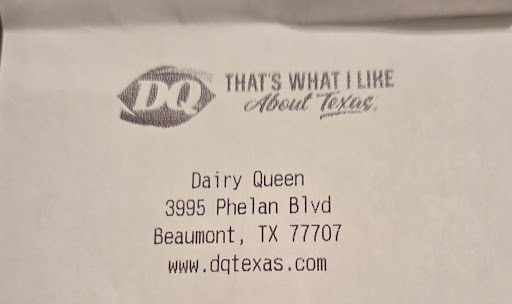 DQ
THAT'S WHAT I LIKE
About Texas.
Dairy Queen
3995 Phelan Blvd
Beaumont, TX 77707
www.dqtexas.com